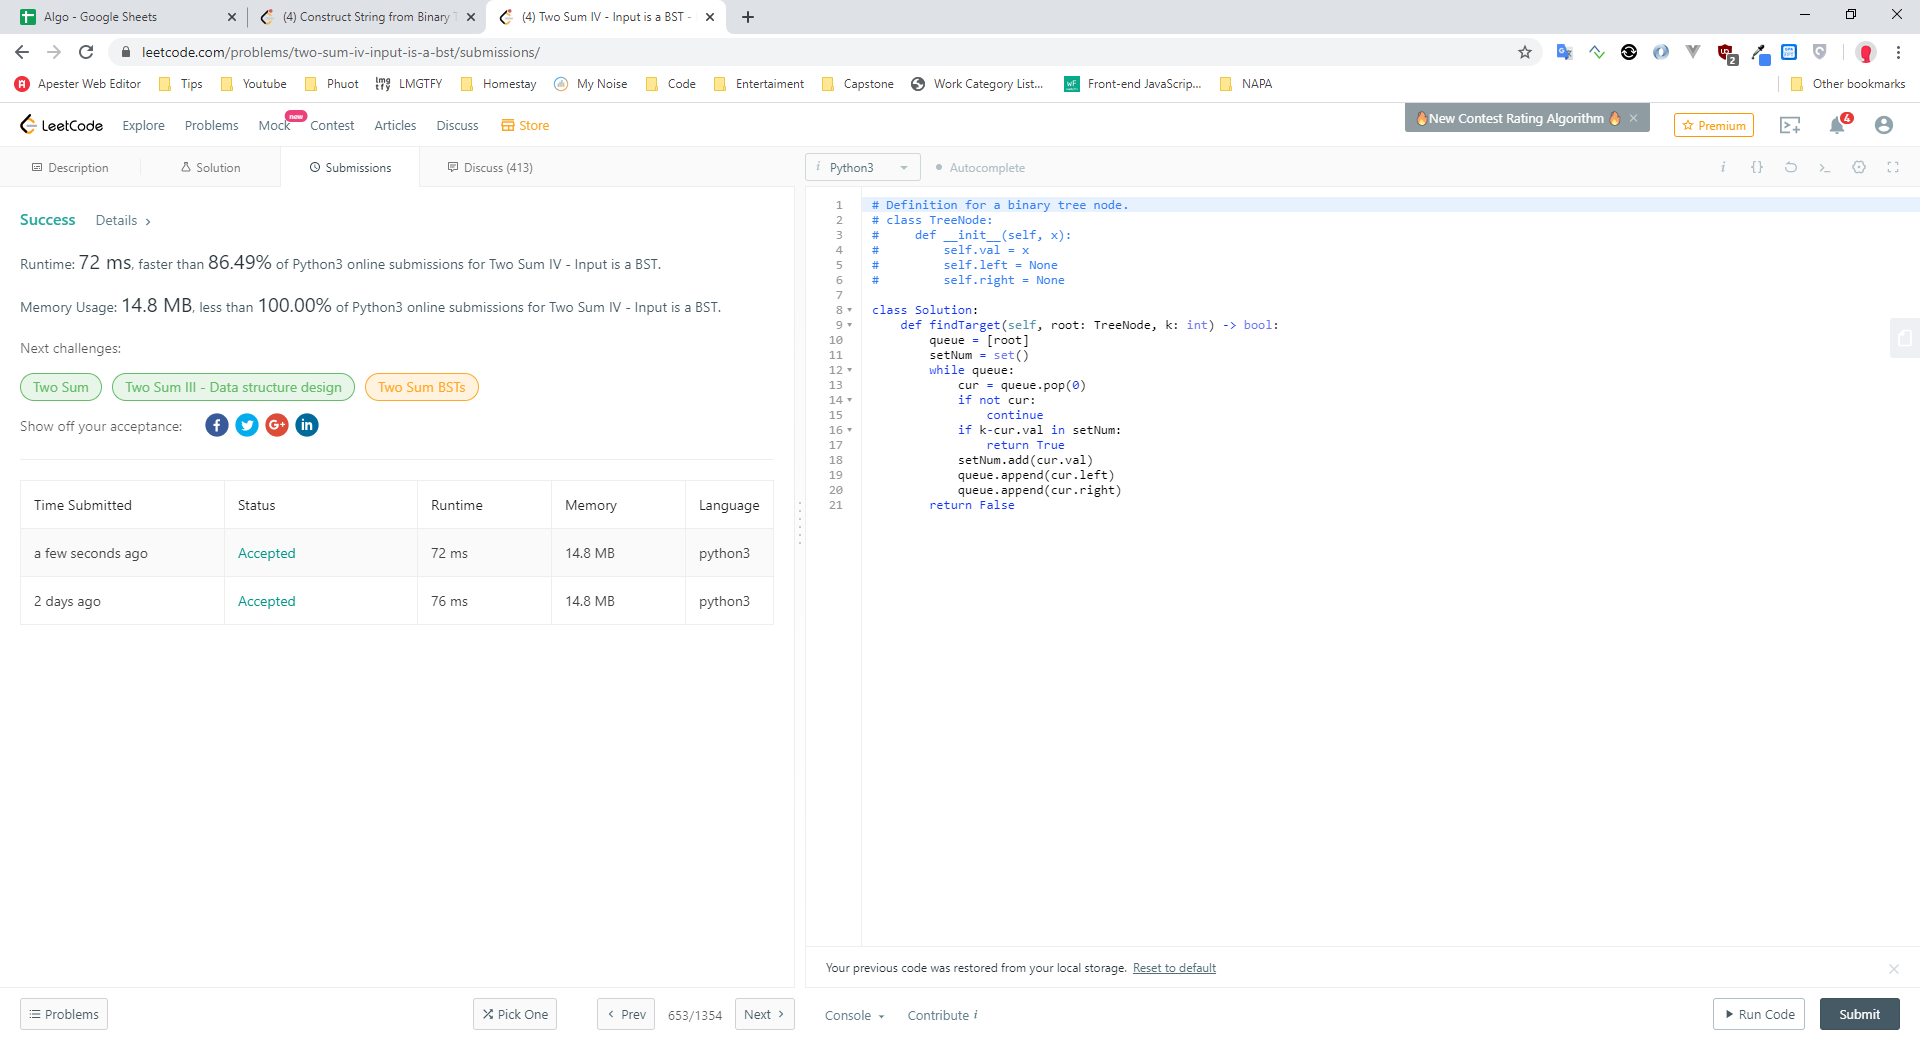 Algo - Google Sheets
(4) Construct String from Binary T
(4) Two Sum IV - Input is a BST -
leetcode.com/problems/two-sum-iv-input-is-a-bst/submissions/
2
Apester Web Editor
Tips
Youtube
Phuot
LMGTFY
Homestay
My Noise
Code
Entertaiment
Capstone
Work Category List...
Front-end JavaScrip...
NAPA
Other bookmarks
LeetCode
Explore
Problems
Mock
new
Contest
Articles
Discuss
Store
🔥New Contest Rating Algorithm 🔥
Premium
4
Description
Solution
Submissions
Discuss (413)
i Python3
Autocomplete
i {}
Success
Details
Runtime: 72 ms, faster than 86.49% of Python3 online submissions for Two Sum IV - Input is a BST.
Memory Usage: 14.8 MB, less than 100.00% of Python3 online submissions for Two Sum IV - Input is a BST.
Next challenges:
Two Sum
Two Sum III - Data structure design
Two Sum BSTs
Show off your acceptance:
Time Submitted Status Runtime Memory Language
a few seconds ago Accepted 72 ms 14.8 MB python3
2 days ago Accepted 76 ms 14.8 MB python3
1 # Definition for a binary tree node.
2 # class TreeNode:
3 #     def __init__(self, x):
4 #         self.val = x
5 #         self.left = None
6 #         self.right = None
7
8 class Solution:
9     def findTarget(self, root: TreeNode, k: int) -> bool:
10         queue = [root]
11         setNum = set()
12         while queue:
13             cur = queue.pop(0)
14             if not cur:
15                 continue
16             if k-cur.val in setNum:
17                 return True
18             setNum.add(cur.val)
19             queue.append(cur.left)
20             queue.append(cur.right)
21         return False
Your previous code was restored from your local storage. Reset to default
Problems
Pick One
Prev
653/1354
Next
Console
Contribute i
Run Code
Submit